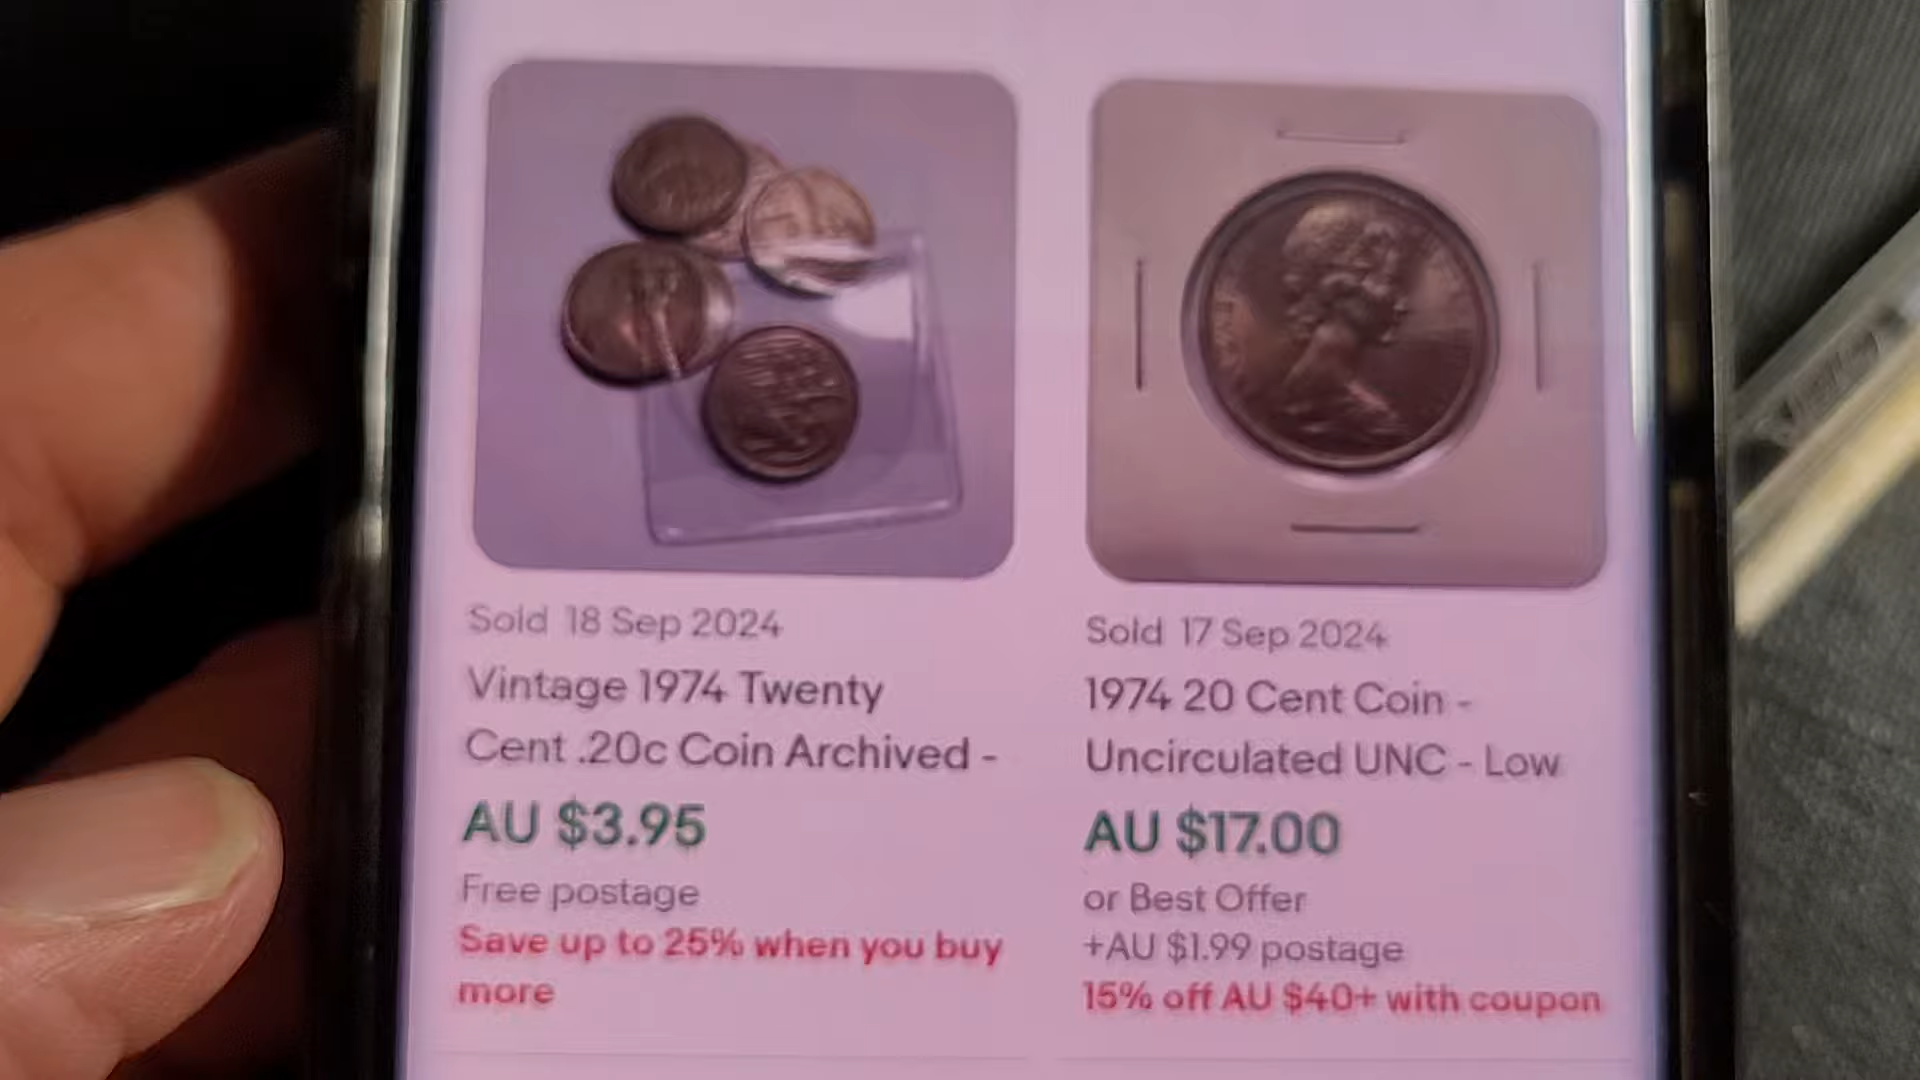 Sold 18 Sep 2024
Vintage 1974 Twenty
Cent .20c Coin Archived -
AU $3.95
Free postage
Save up to 25% when you buy
more
Sold 17 Sep 2024
1974 20 Cent Coin -
Uncirculated UNC - Low
AU $17.00
or Best Offer
+AU $1.99 postage
15% off AU $40+ with coupon